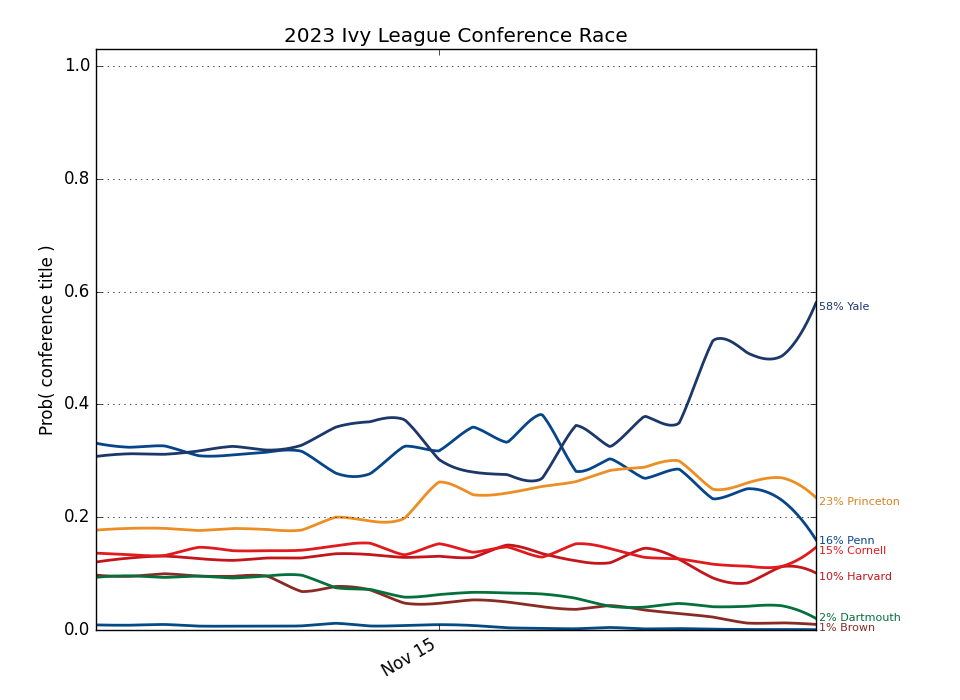 2023 Ivy League Conference Race
Prob( conference title )
1.0
0.8
0.6
0.4
0.2
0.0
Nov 15
58% Yale
23% Princeton
16% Penn
15% Cornell
10% Harvard
2% Dartmouth
1% Brown